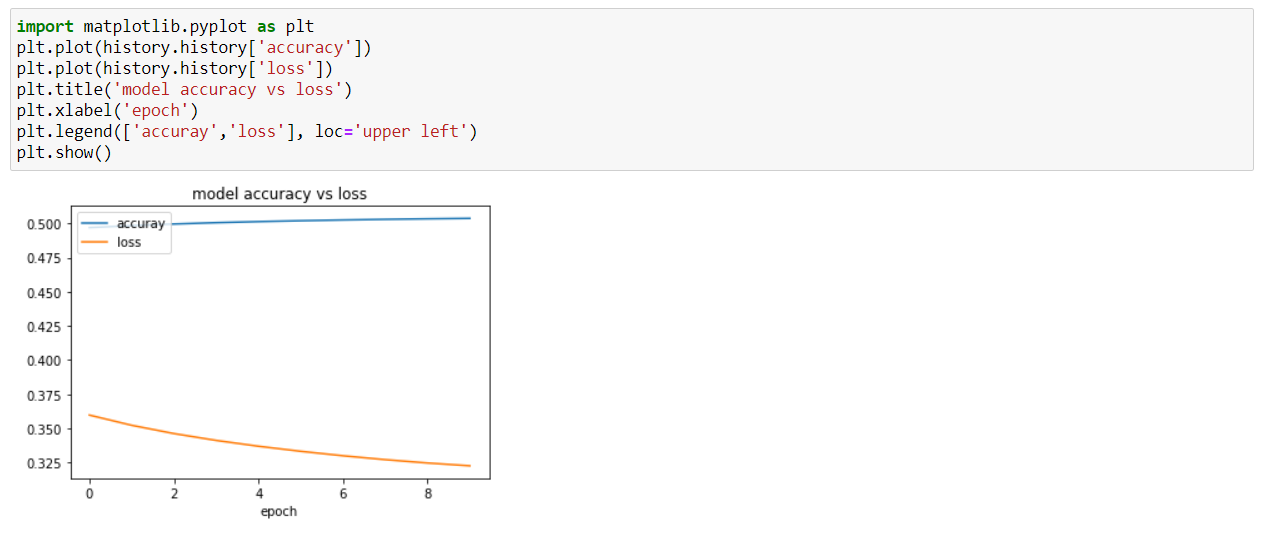 import matplotlib.pyplot as plt
plt.plot(history.history['accuracy'])
plt.plot(history.history['loss'])
plt.title('model accuracy vs loss')
plt.xlabel('epoch')
plt.legend(['accuray','loss'], loc='upper left')
plt.show()
model accuracy vs loss
accuray
loss
0.500
0.475
0.450
0.425
0.400
0.375
0.350
0.325
0 2 4 6 8
epoch